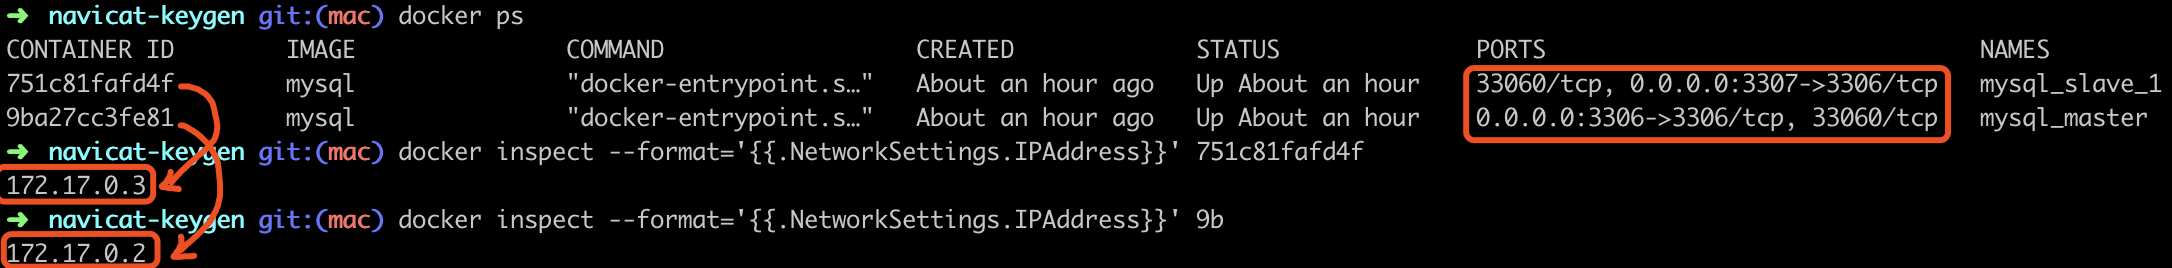 ➜ navicat-keygen git:(mac) docker ps
CONTAINER ID IMAGE COMMAND CREATED STATUS PORTS NAMES
751c81fafd4f mysql "docker-entrypoint.s…" About an hour ago Up About an hour 33060/tcp, 0.0.0.0:3307->3306/tcp mysql_slave_1
9ba27cc3fe81 mysql "docker-entrypoint.s…" About an hour ago Up About an hour 0.0.0.0:3306->3306/tcp, 33060/tcp mysql_master
➜ navicat-keygen git:(mac) docker inspect --format='{{.NetworkSettings.IPAddress}}' 751c81fafd4f
172.17.0.3
➜ navicat-keygen git:(mac) docker inspect --format='{{.NetworkSettings.IPAddress}}' 9b
172.17.0.2